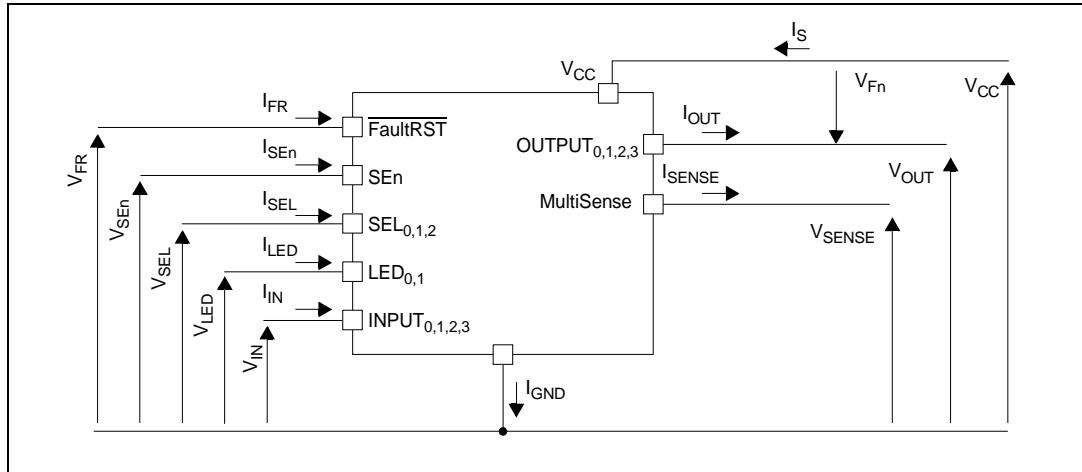 I_S
V_CC
V_Fn
V_CC
I_FR
F̅a̅u̅l̅t̅R̅S̅T̅
I_OUT
OUTPUT_0,1,2,3
V_FR
I_SEn
SEn
I_SENSE
V_OUT
MultiSense
V_SEn
I_SEL
SEL_0,1,2
V_SENSE
V_SEL
I_LED
LED_0,1
V_LED
I_IN
INPUT_0,1,2,3
V_IN
I_GND